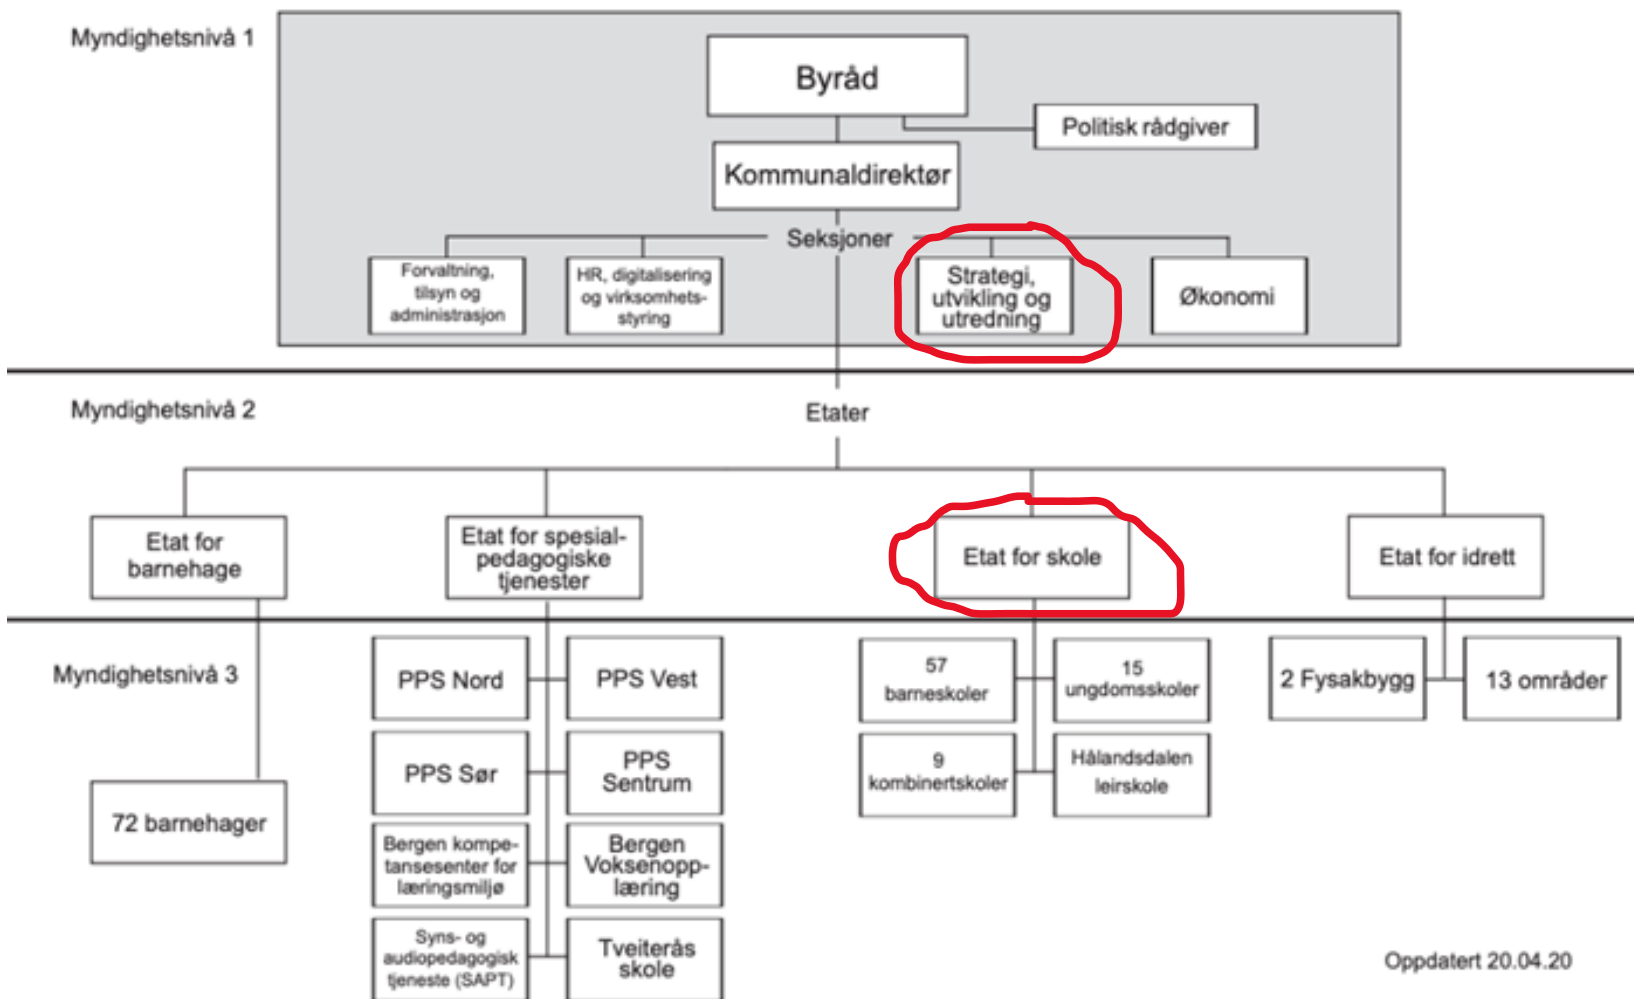 Myndighetsnivå 1
Byråd
Politisk rådgiver
Kommunaldirektør
Seksjoner
Forvaltning,
tilsyn og
administrasjon
HR, digitalisering
og virksomhets-
styring
Strategi,
utvikling og
utredning
Økonomi
Myndighetsnivå 2
Etater
Etat for
barnehage
Etat for spesial-
pedagogiske
tjenester
Etat for skole
Etat for idrett
Myndighetsnivå 3
72 barnehager
PPS Nord
PPS Vest
PPS Sør
PPS
Sentrum
Bergen kompe-
tansesenter for
læringsmiljø
Bergen
Voksenopp-
læring
Syns- og
audiopedagogisk
tjeneste (SAPT)
Tveiterås
skole
57
barneskoler
15
ungdomsskoler
9
kombinertskoler
Hålandsdalen
leirskole
2 Fysakbygg
13 områder
Oppdatert 20.04.20